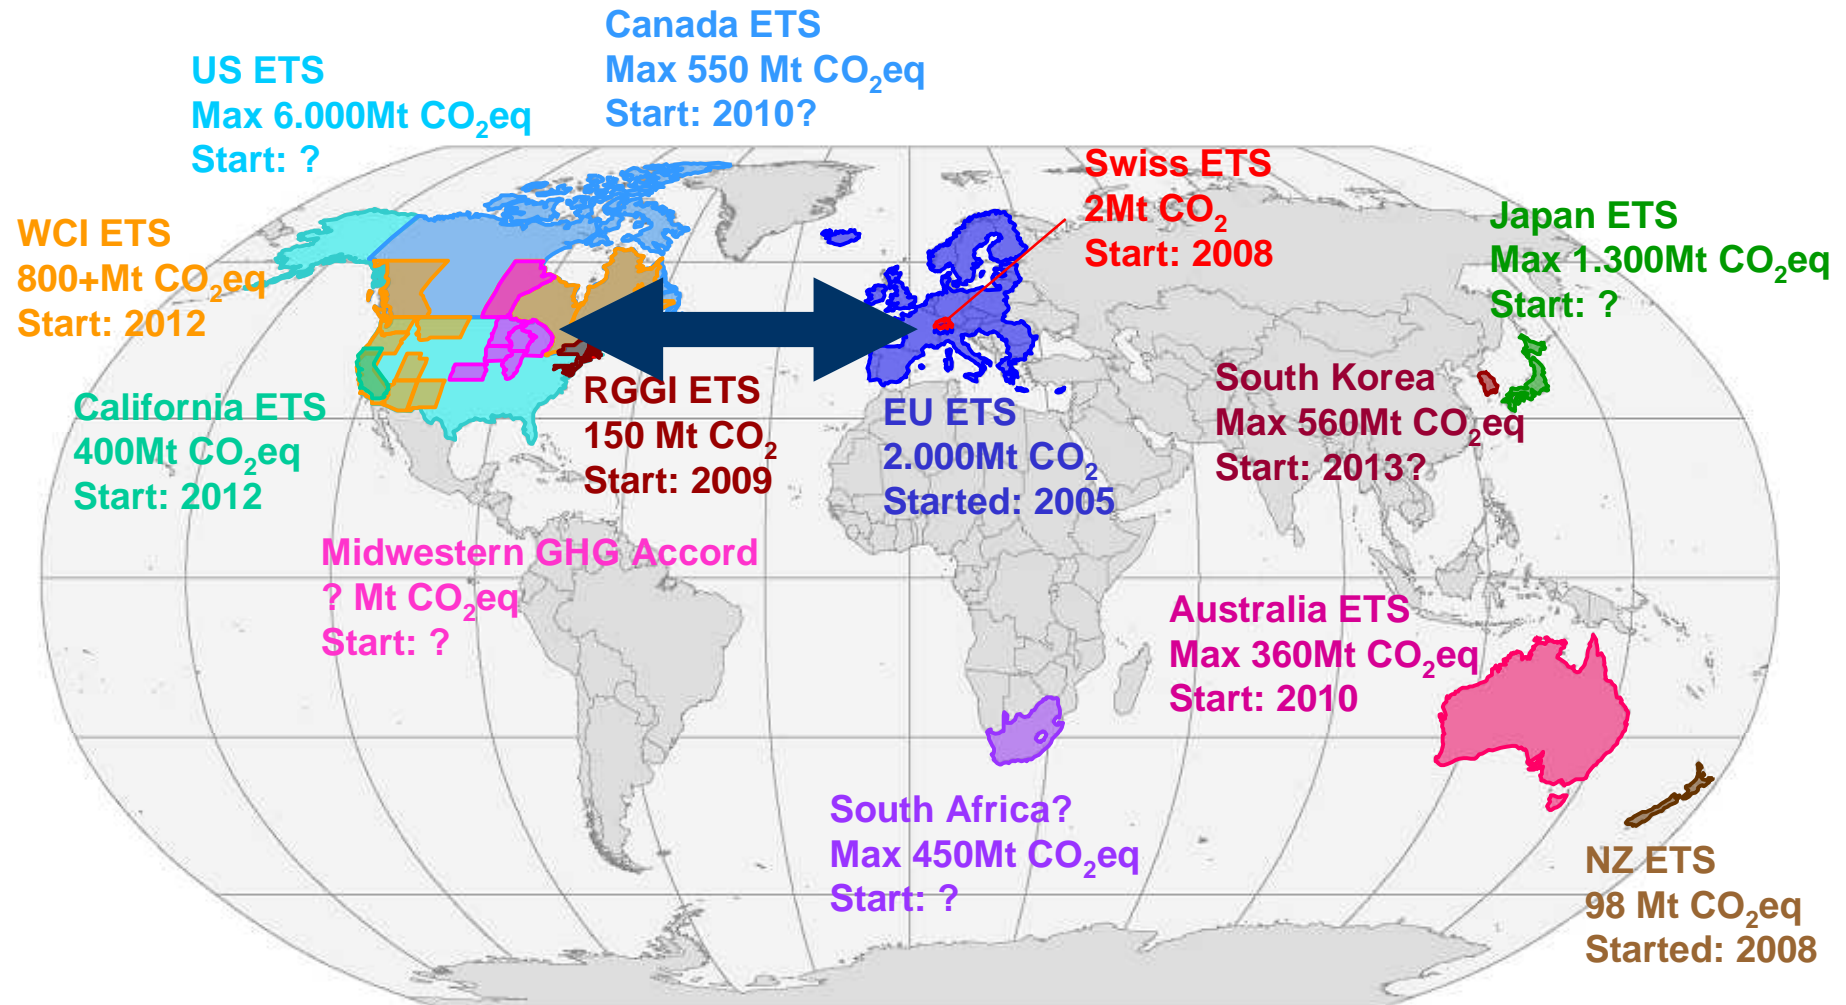 Canada ETS
Max 550 Mt CO₂eq
Start: 2010?
US ETS
Max 6.000Mt CO₂eq
Start: ?
Swiss ETS
2Mt CO₂
Start: 2008
Japan ETS
Max 1.300Mt CO₂eq
Start: ?
WCI ETS
800+Mt CO₂eq
Start: 2012
California ETS
400Mt CO₂eq
Start: 2012
RGGI ETS
150 Mt CO₂
Start: 2009
EU ETS
2.000Mt CO₂
Started: 2005
South Korea
Max 560Mt CO₂eq
Start: 2013?
Midwestern GHG Accord
? Mt CO₂eq
Start: ?
Australia ETS
Max 360Mt CO₂eq
Start: 2010
South Africa?
Max 450Mt CO₂eq
Start: ?
NZ ETS
98 Mt CO₂eq
Started: 2008